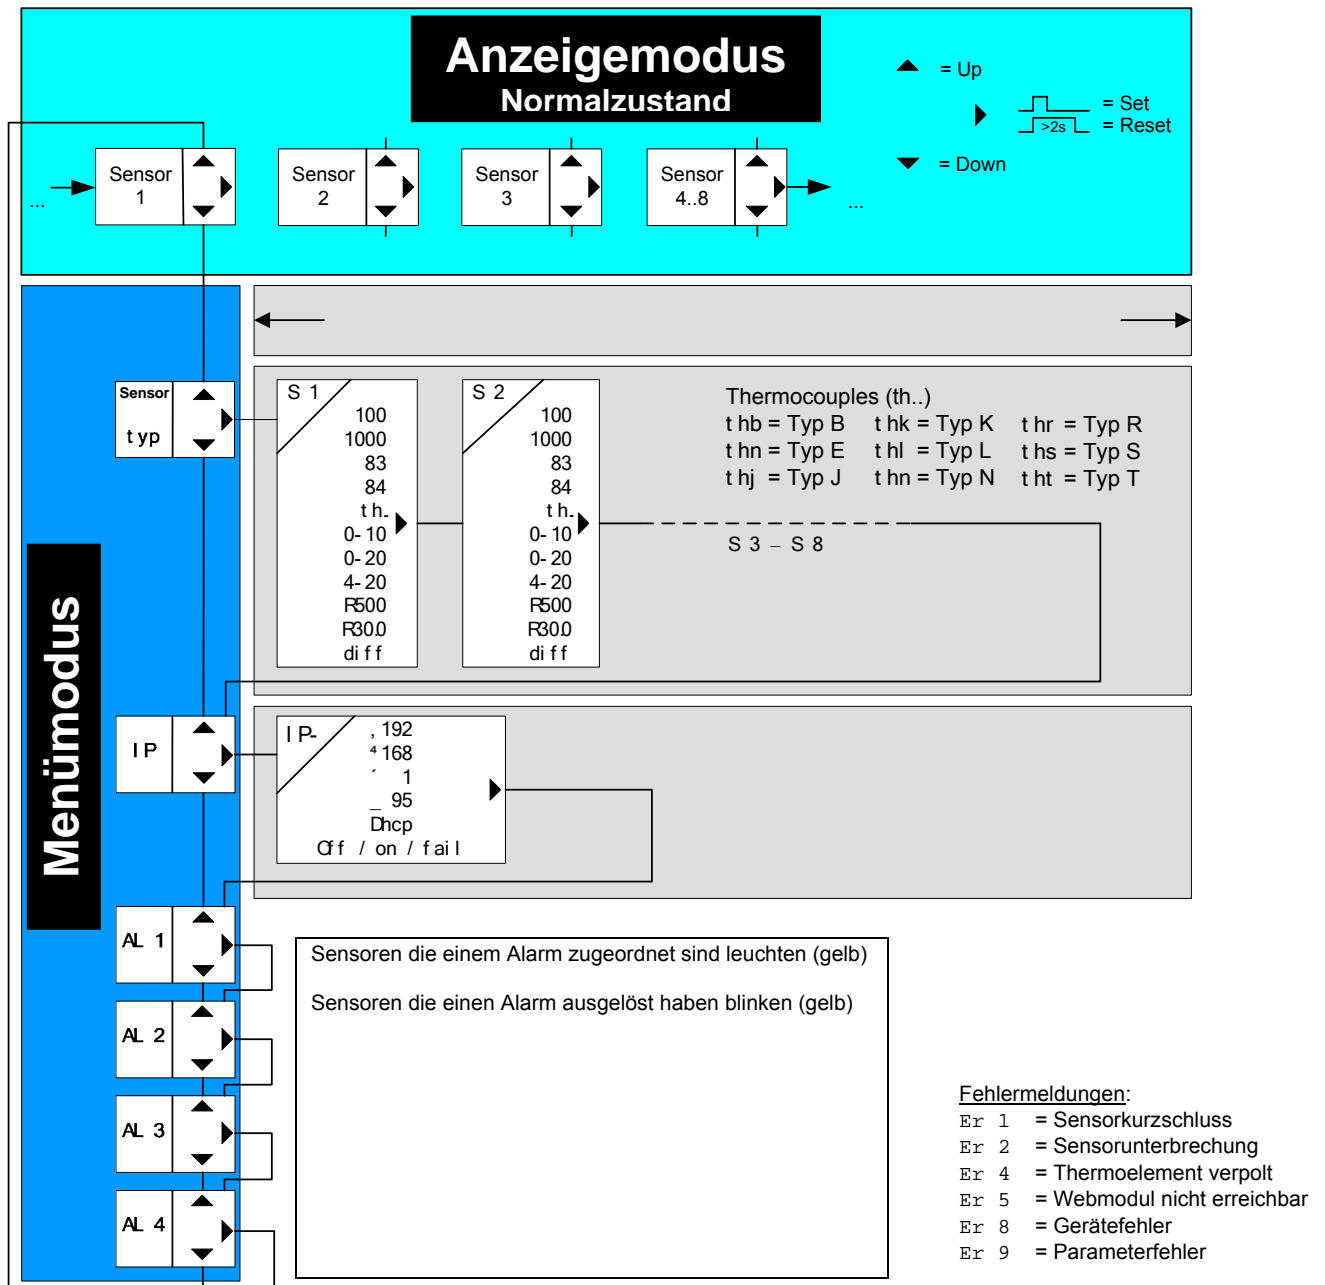 Anzeigemodus
Normalzustand
= Up
= Set
>2s = Reset
= Down
...
Sensor 1
Sensor 2
Sensor 3
Sensor 4..8
...
Menümodus
Sensor
typ
S 1
100
1000
83
84
th-
0-10
0-20
4-20
R500
R30.0
diff
S 2
100
1000
83
84
th-
0-10
0-20
4-20
R500
R30.0
diff
Thermocouples (th..)
thb = Typ B thk = Typ K thr = Typ R
thn = Typ E thl = Typ L ths = Typ S
thj = Typ J thn = Typ N tht = Typ T
S 3 – S 8
IP
IP-
, 192
⁴ 168
´ 1
_ 95
Dhcp
Off / on / fail
AL 1
AL 2
AL 3
AL 4
Sensoren die einem Alarm zugeordnet sind leuchten (gelb)
Sensoren die einen Alarm ausgelöst haben blinken (gelb)
Fehlermeldungen:
Er 1 = Sensorkurzschluss
Er 2 = Sensorunterbrechung
Er 4 = Thermoelement verpolt
Er 5 = Webmodul nicht erreichbar
Er 8 = Gerätefehler
Er 9 = Parameterfehler